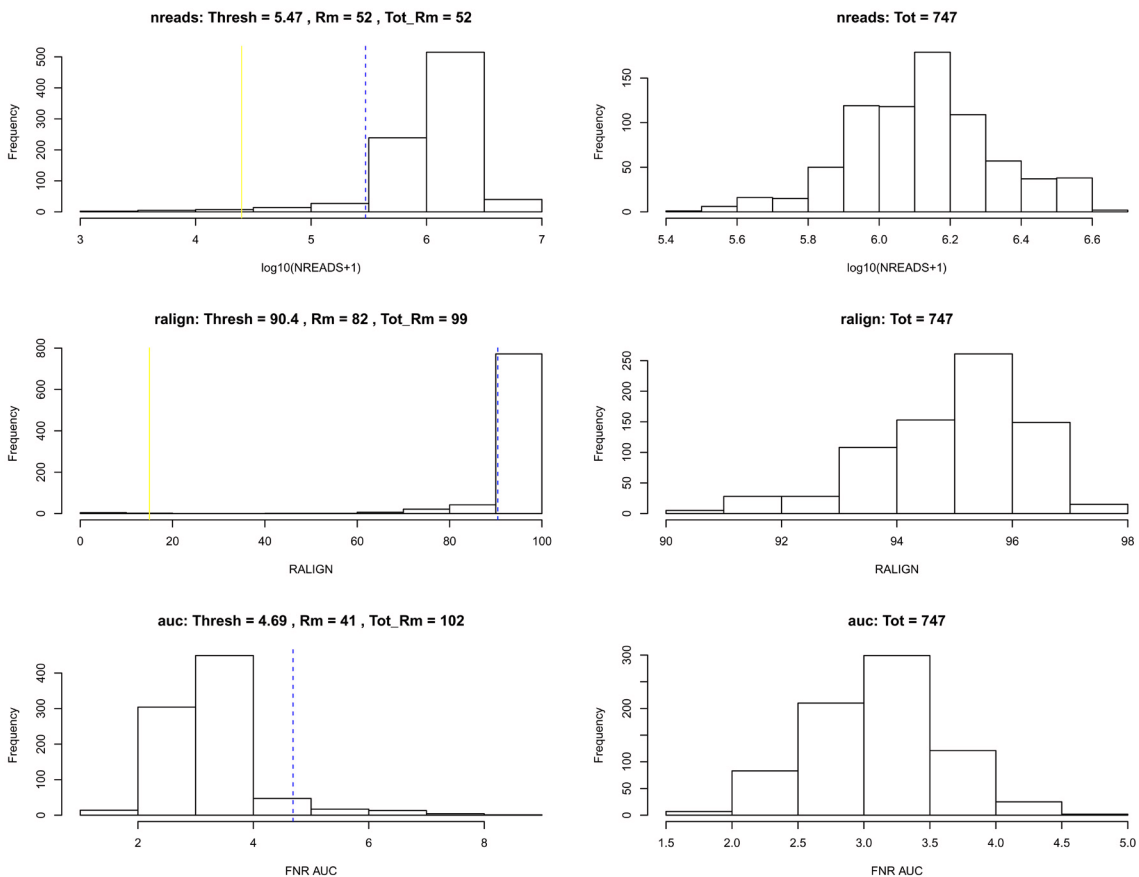 nreads: Thresh = 5.47 , Rm = 52 , Tot_Rm = 52
Frequency
500
400
300
200
100
0
3 4 5 6 7
log10(NREADS+1)
nreads: Tot = 747
Frequency
150
100
50
0
5.4 5.6 5.8 6.0 6.2 6.4 6.6
log10(NREADS+1)
ralign: Thresh = 90.4 , Rm = 82 , Tot_Rm = 99
Frequency
800
600
400
200
0
0 20 40 60 80 100
RALIGN
ralign: Tot = 747
Frequency
250
200
150
100
50
0
90 92 94 96 98
RALIGN
auc: Thresh = 4.69 , Rm = 41 , Tot_Rm = 102
Frequency
400
300
200
100
0
2 4 6 8
FNR AUC
auc: Tot = 747
Frequency
300
200
100
50
0
1.5 2.0 2.5 3.0 3.5 4.0 4.5 5.0
FNR AUC